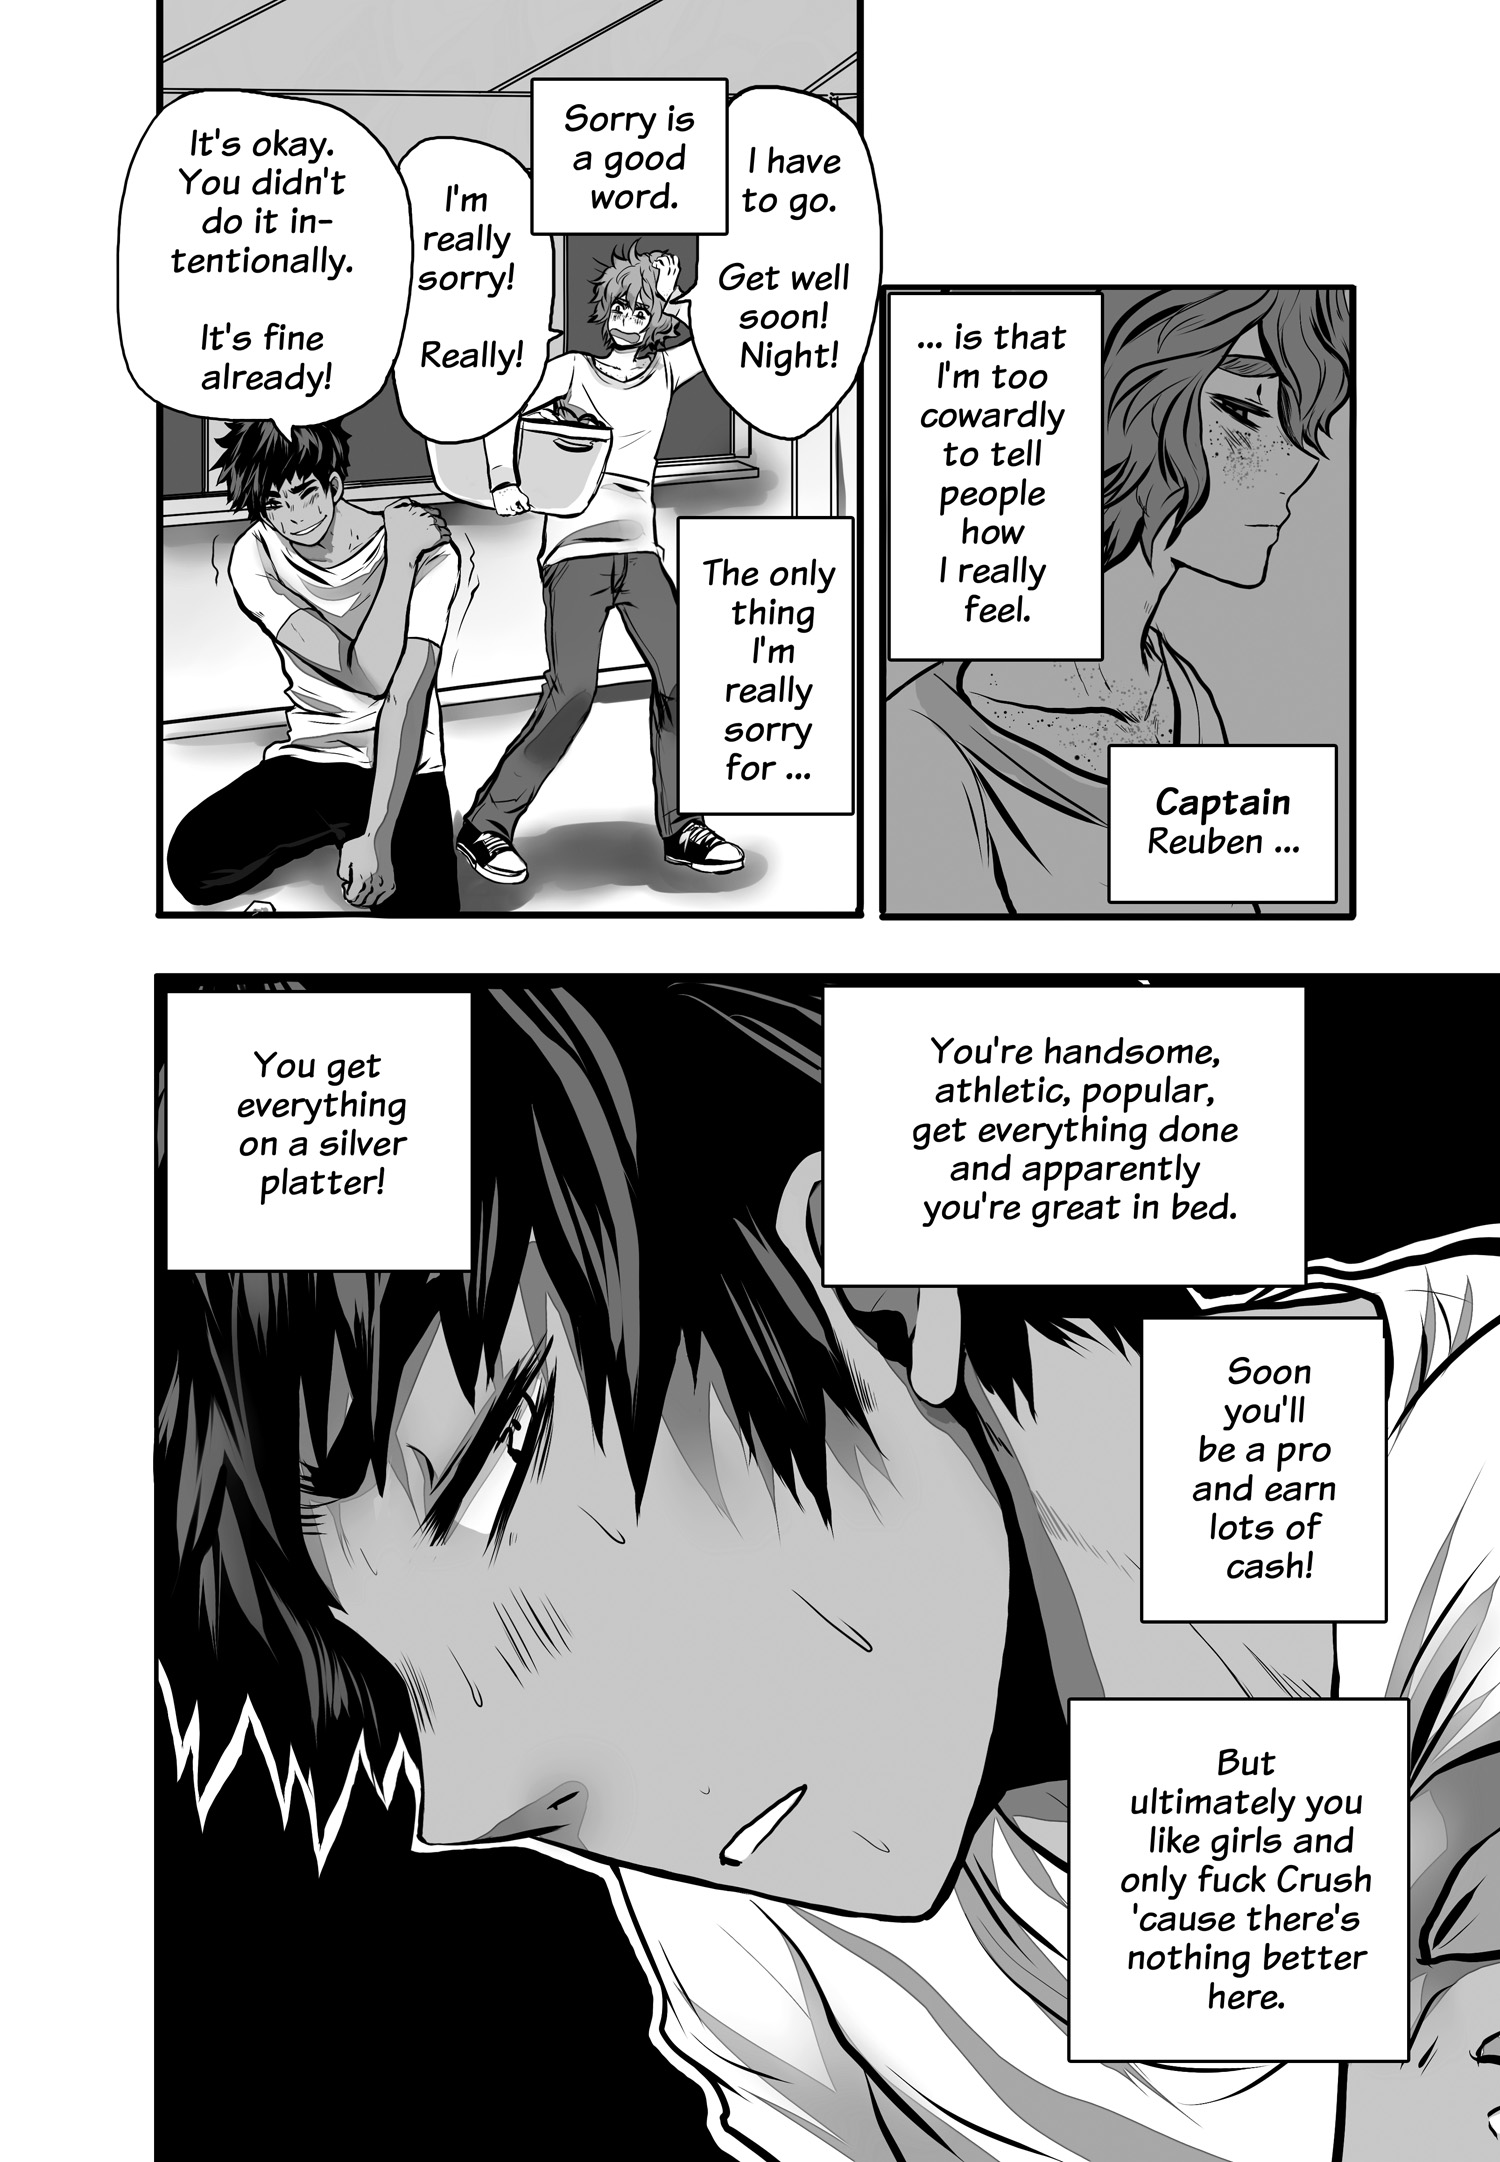 It's okay.
You didn't
do it in-
tentionally.
It's fine
already!
I'm
really
sorry!
Really!
Sorry is
a good
word.
I have
to go.
Get well
soon!
Night!
The only
thing
I'm
really
sorry
for ...
... is that
I'm too
cowardly
to tell
people
how
I really
feel.
Captain
Reuben ...
You get
everything
on a silver
platter!
You're handsome,
athletic, popular,
get everything done
and apparently
you're great in bed.
Soon
you'll
be a pro
and earn
lots of
cash!
But
ultimately you
like girls and
only fuck Crush
'cause there's
nothing better
here.